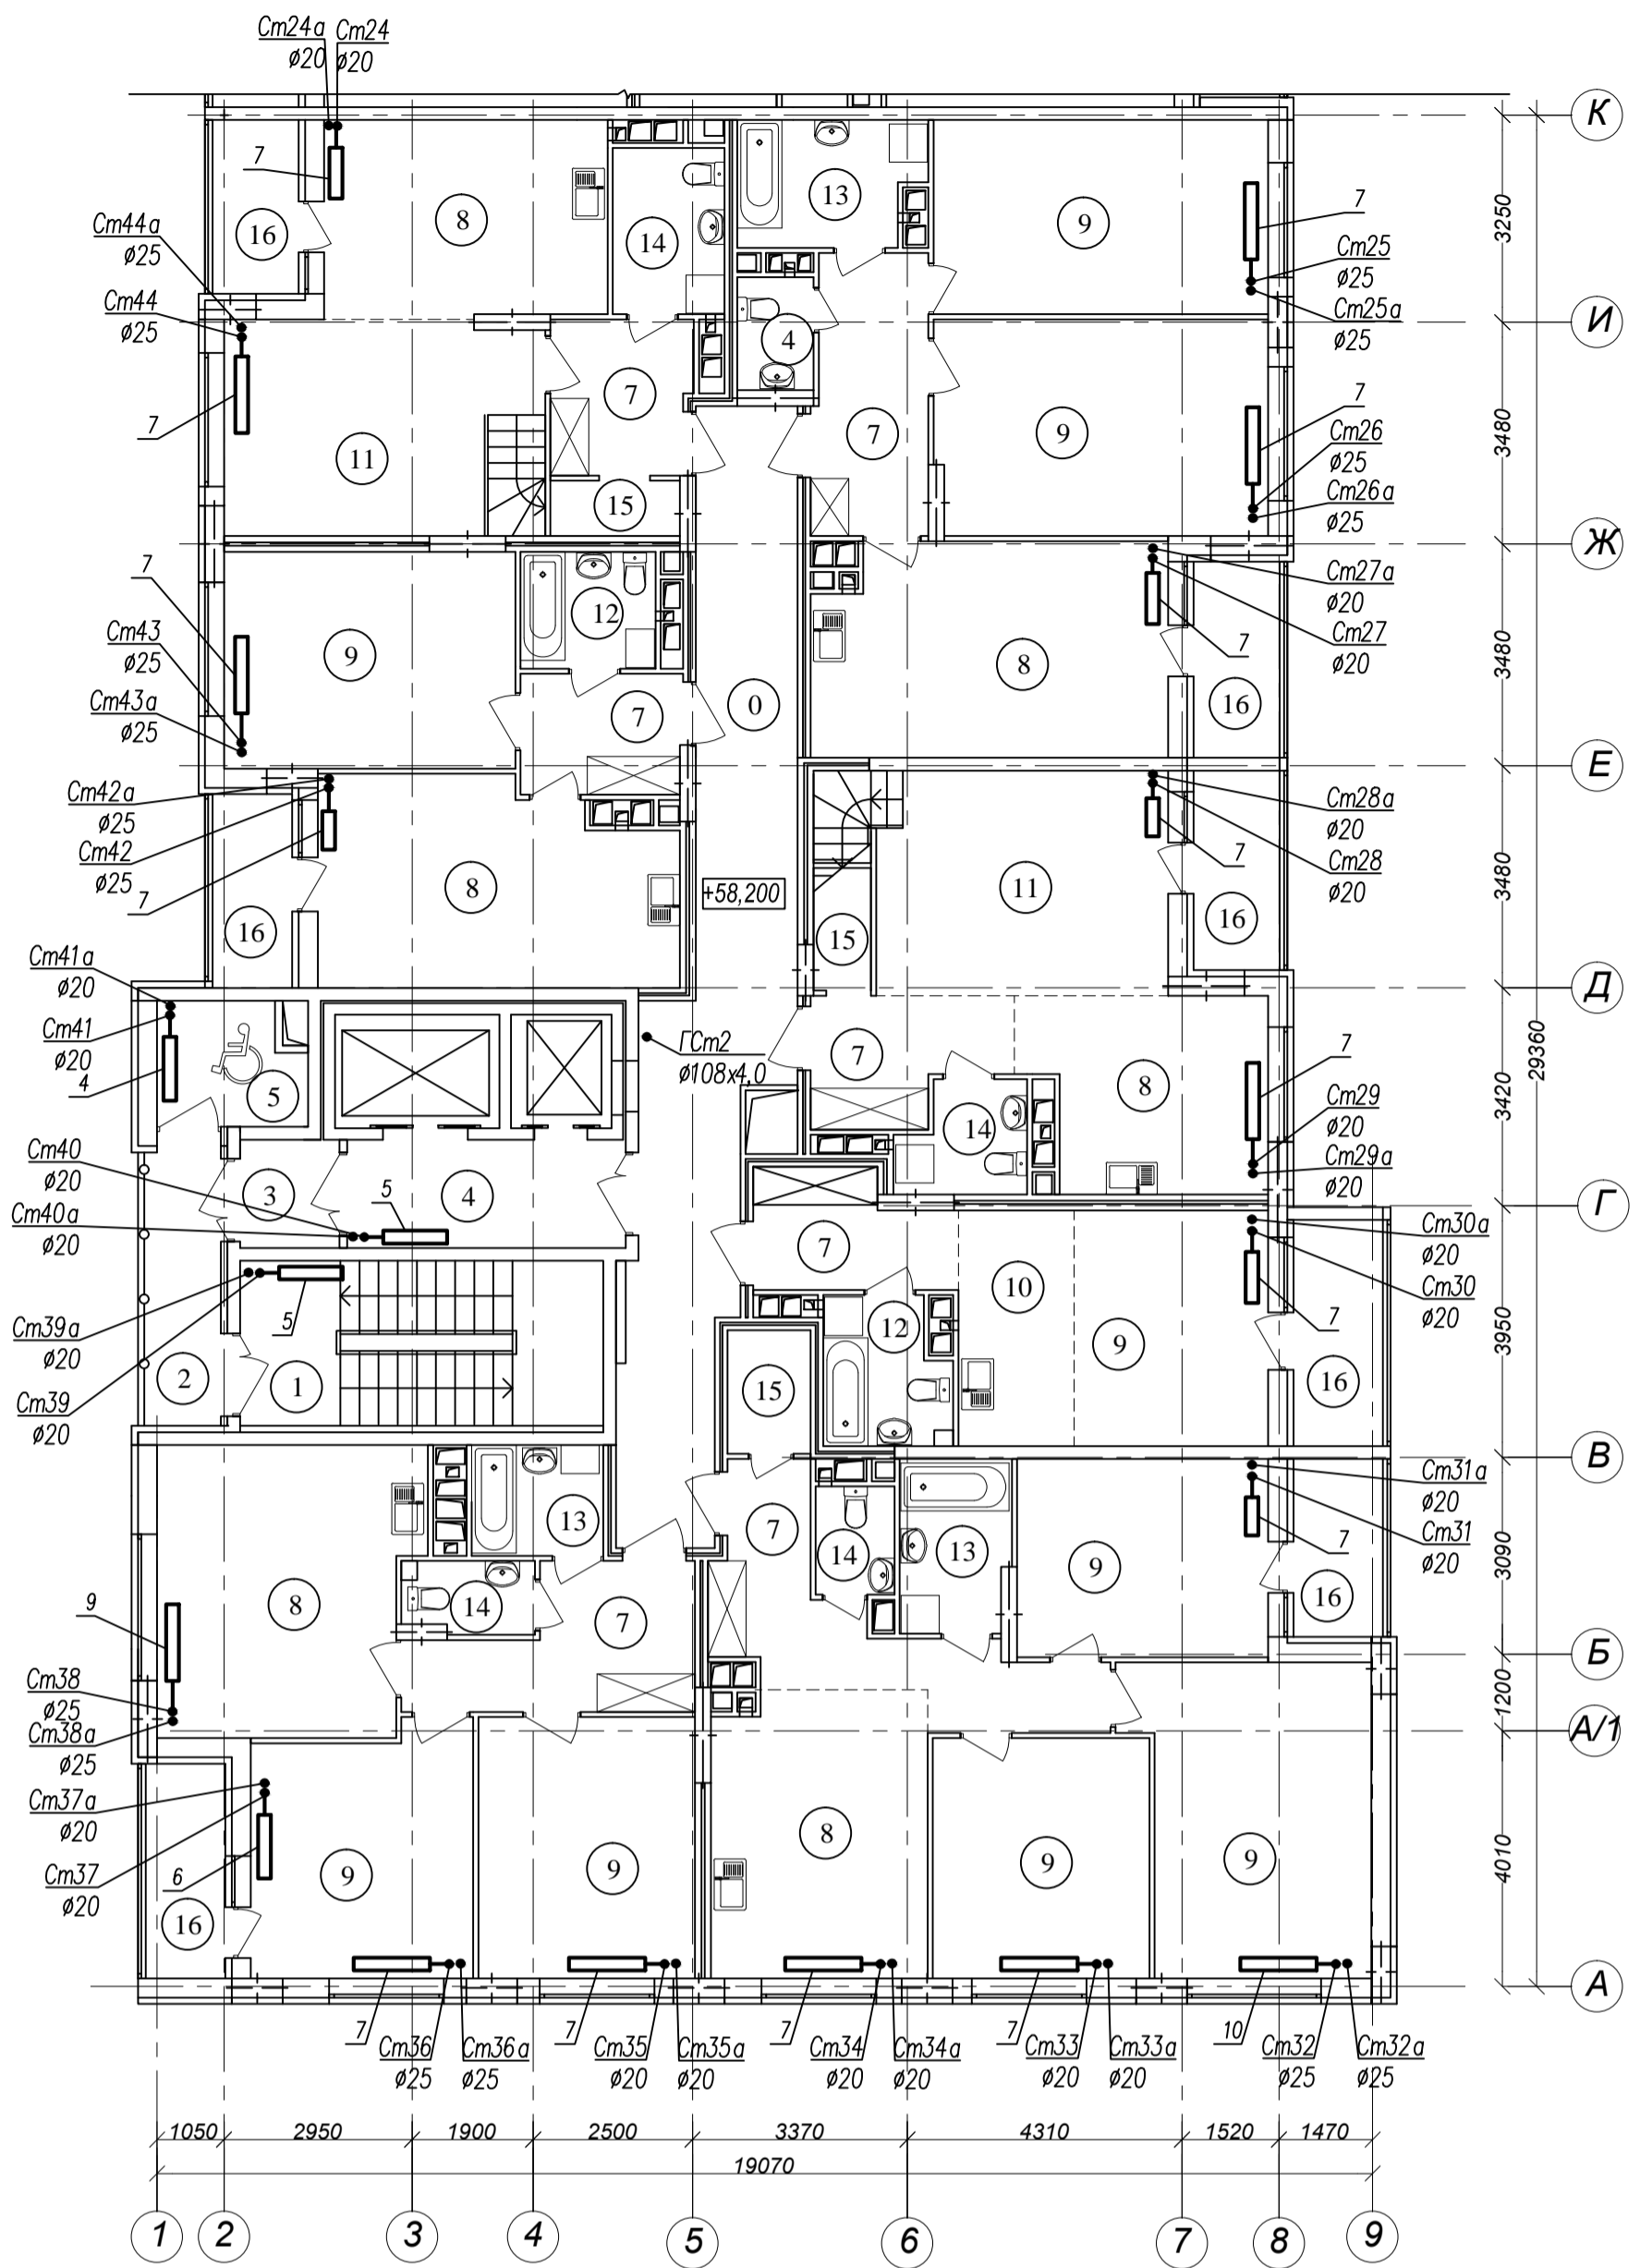 Ст24а
ø20
Ст24
ø20
К
7
16
8
14
13
9
7
3250
Ст44а
ø25
Ст44
ø25
Ст25
ø25
Ст25а
ø25
И
4
7
7
11
7
7
9
7
Ст26
ø25
Ст26а
ø25
3480
15
Ж
7
Ст43
ø25
Ст43а
ø25
9
12
7
0
8
7
16
Ст27а
ø20
Ст27
ø20
3480
Е
Ст42а
ø25
Ст42
ø25
7
16
8
+58,200
15
11
7
16
Ст28а
ø20
Ст28
ø20
3480
Д
29360
Ст41а
ø20
Ст41
ø20
4
5
ГСт2
ø108х4,0
7
14
8
7
Ст29
ø20
Ст29а
ø20
3420
Ст40
ø20
Ст40а
ø20
3
5
4
Г
7
10
Ст30а
ø20
Ст30
ø20
7
3950
Ст39а
ø20
Ст39
ø20
5
2
1
12
9
15
16
В
8
13
7
14
13
9
7
16
Ст31а
ø20
Ст31
ø20
3090
9
14
7
Б
Ст38
ø25
Ст38а
ø25
1200
А/1
Ст37а
ø20
Ст37
ø20
6
16
9
9
8
9
9
4010
А
7
Ст36
ø25
Ст36а
ø25
7
Ст35
ø20
Ст35а
ø20
7
Ст34
ø20
Ст34а
ø20
7
Ст33
ø20
Ст33а
ø20
10
Ст32
ø25
Ст32а
ø25
1050
2950
1900
2500
3370
4310
1520
1470
19070
1
2
3
4
5
6
7
8
9